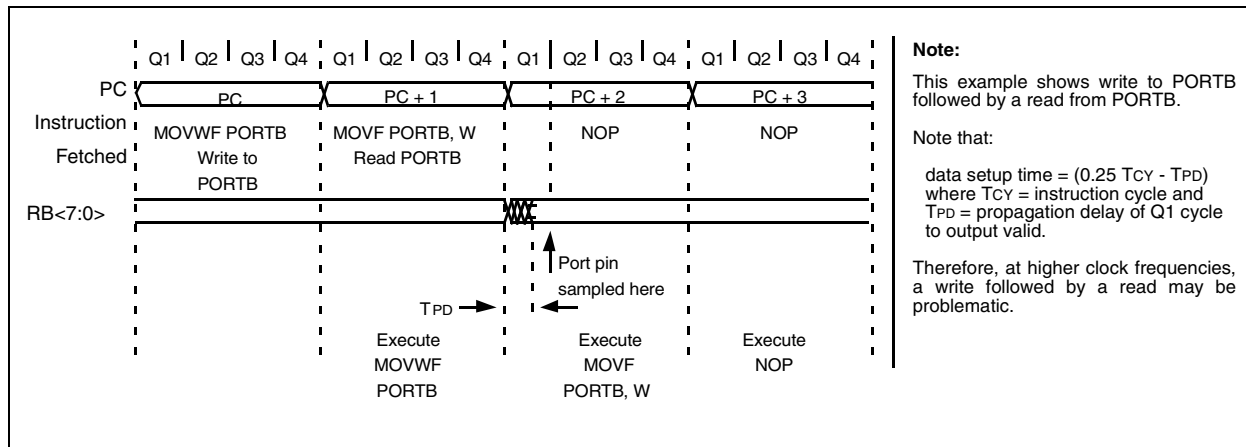 Q1 Q2 Q3 Q4 Q1 Q2 Q3 Q4 Q1 Q2 Q3 Q4 Q1 Q2 Q3 Q4
PC
PC PC + 1 PC + 2 PC + 3
Instruction
Fetched
MOVWF PORTB
Write to
PORTB
MOVF PORTB, W
Read PORTB
NOP
NOP
RB<7:0>
Port pin
sampled here
TPD
Execute
MOVWF
PORTB
Execute
MOVF
PORTB, W
Execute
NOP
Note:
This example shows write to PORTB
followed by a read from PORTB.
Note that:
data setup time = (0.25 TCY - TPD)
where TCY = instruction cycle and
TPD = propagation delay of Q1 cycle
to output valid.
Therefore, at higher clock frequencies,
a write followed by a read may be
problematic.